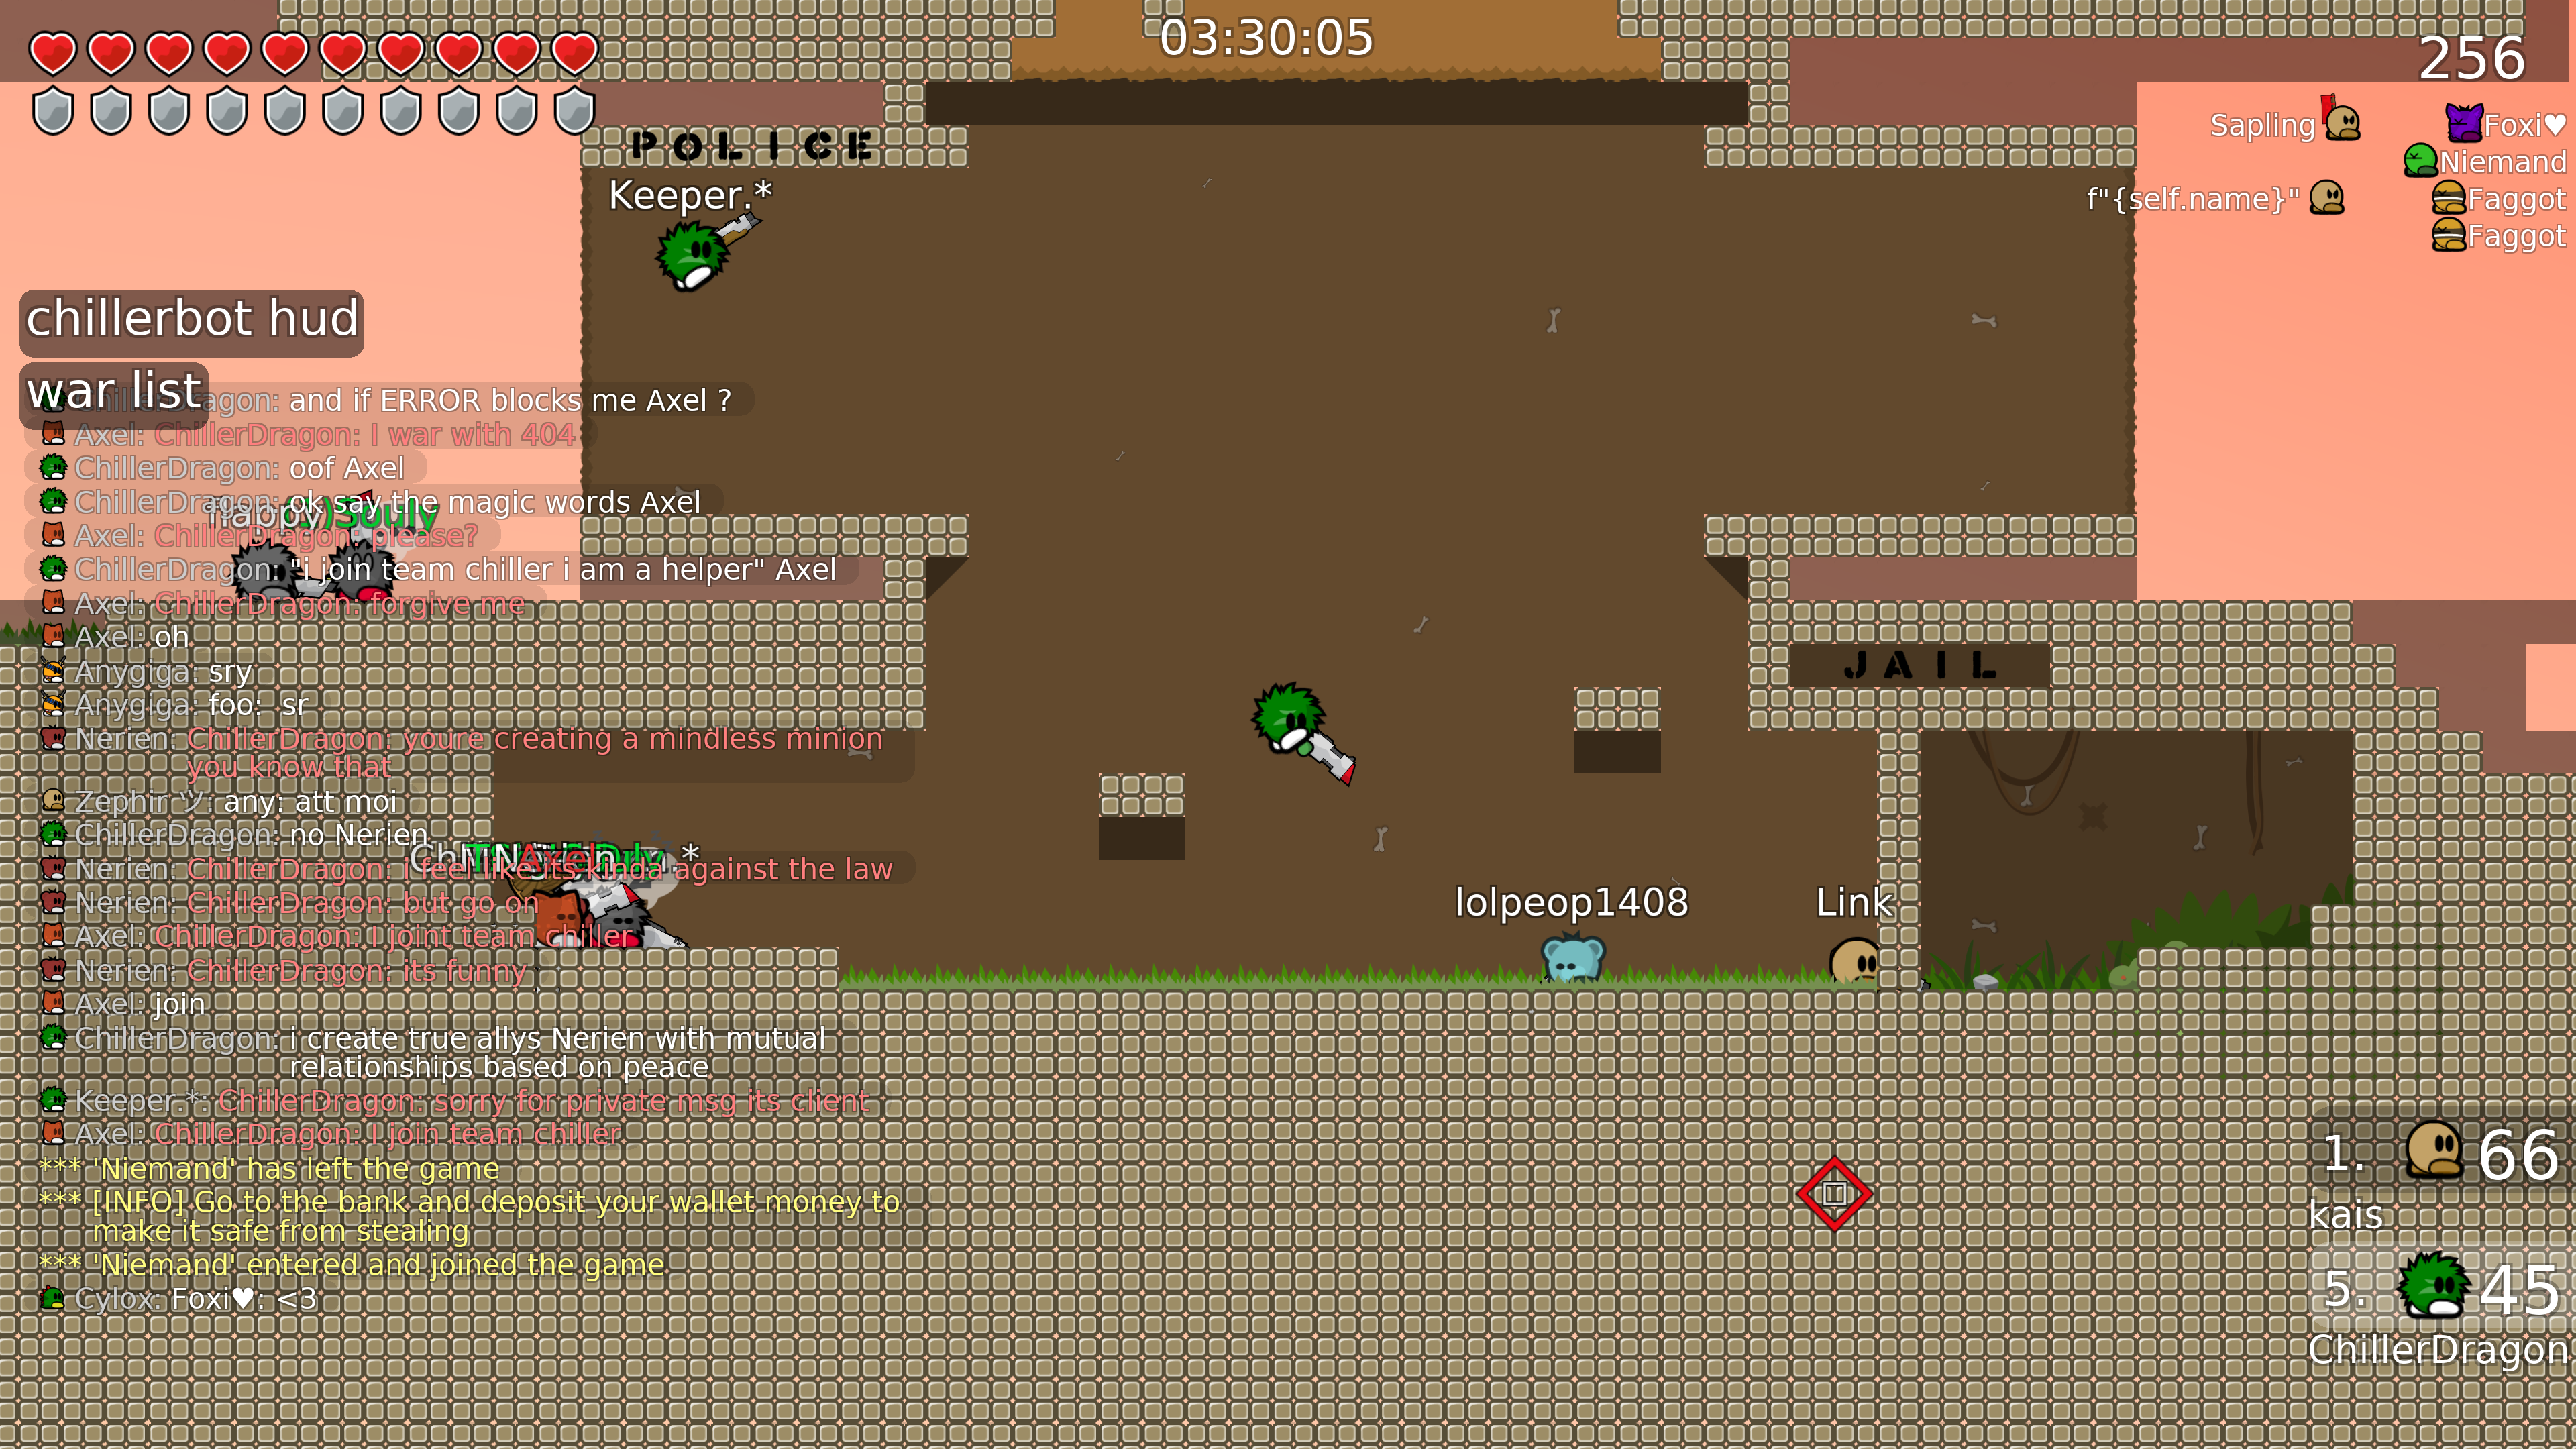 03:30:05
256
POLICE
Keeper.*
Sapling Foxi♥
Niemand
f"{self.name}" Faggot
Faggot
chillerbot hud
war list
ChillerDragon: and if ERROR blocks me Axel ?
Axel: ChillerDragon: I war with 404
ChillerDragon: oof Axel
ChillerDragon: ok say the magic words Axel
Souly
Axel: ChillerDragon: please?
ChillerDragon: "i join team chiller i am a helper" Axel
Axel: ChillerDragon: forgive me
Axel: oh
Anygiga: sry
Anygiga: foo: sr
JAIL
Nerien: ChillerDragon: youre creating a mindless minion
you know that
Zephir ツ: any: att moi
ChillerDragon: no Nerien
Axel
Nerien: ChillerDragon: i feel like its kinda against the law
Nerien: ChillerDragon: but go on
lolpeop1408
Link
Axel: ChillerDragon: I joint team chiller
Nerien: ChillerDragon: its funny
Axel: join
ChillerDragon: i create true allys Nerien with mutual
relationships based on peace
Keeper.*: ChillerDragon: sorry for private msg its client
Axel: ChillerDragon: I join team chiller
*** 'Niemand' has left the game
*** [INFO] Go to the bank and deposit your wallet money to
make it safe from stealing
*** 'Niemand' entered and joined the game
Cylox: Foxi♥: <3
1. 66
kais
5. 45
ChillerDragon